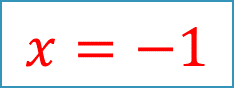 x = −1